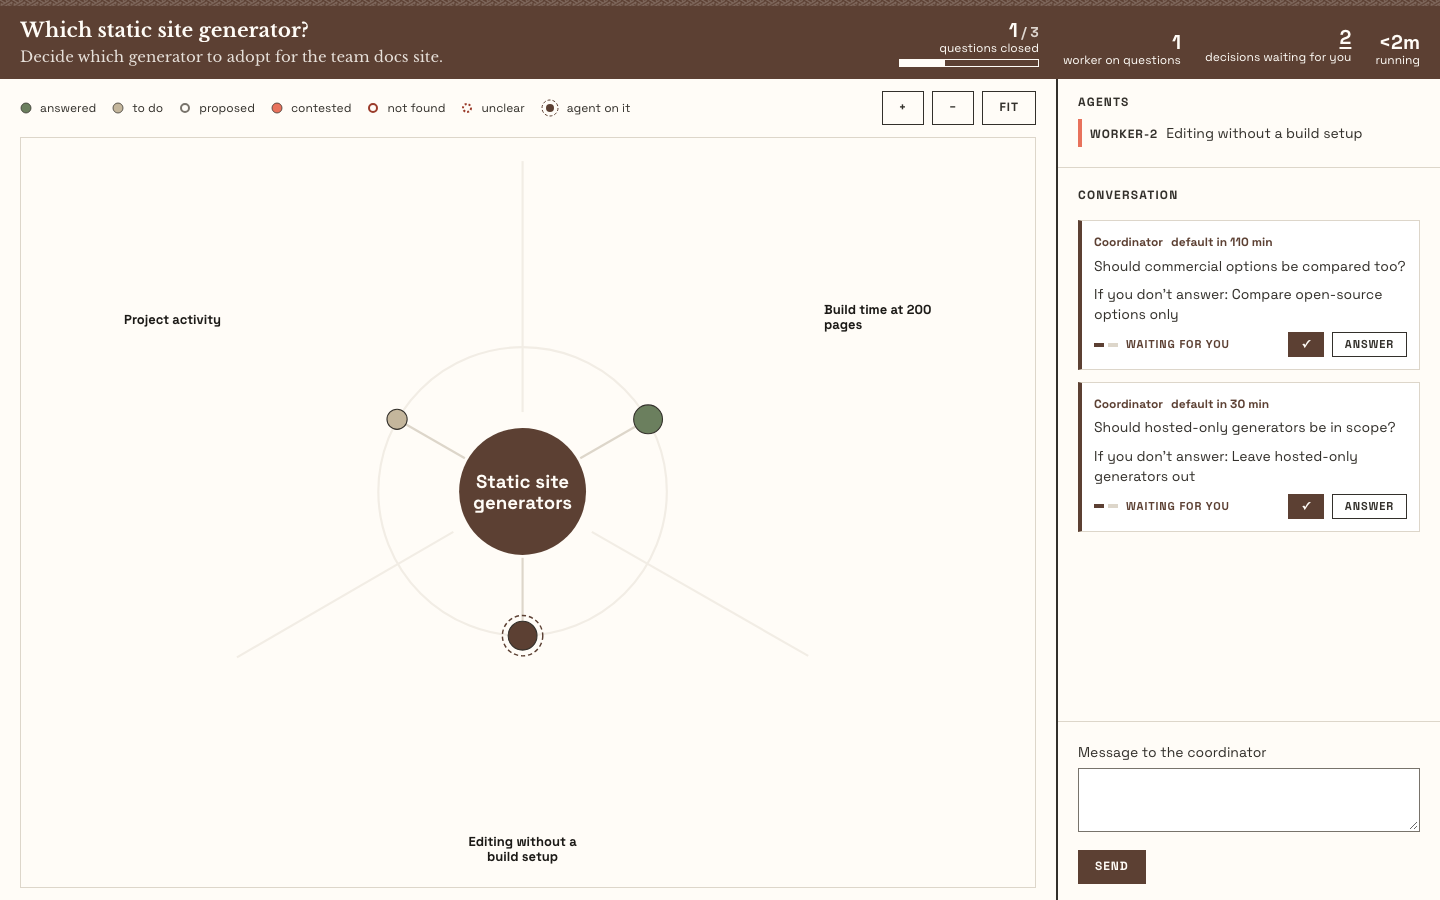 Which static site generator?
Decide which generator to adopt for the team docs site.
1 / 3
questions closed
1
worker on questions
2
decisions waiting for you
<2m
running
answered
to do
proposed
contested
not found
unclear
agent on it
+
−
FIT
Project activity
Build time at 200
pages
Static site
generators
Editing without a
build setup
AGENTS
WORKER-2 Editing without a build setup
CONVERSATION
Coordinator default in 110 min
Should commercial options be compared too?
If you don't answer: Compare open-source
options only
WAITING FOR YOU
✓
ANSWER
Coordinator default in 30 min
Should hosted-only generators be in scope?
If you don't answer: Leave hosted-only
generators out
WAITING FOR YOU
✓
ANSWER
Message to the coordinator
SEND